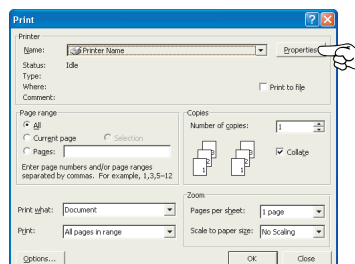 Print
Printer
Name: Printer Name Properties
Status: Idle
Type:
Where: Print to file
Comment:
Page range
All
Current page Selection
Pages:
Enter page numbers and/or page ranges
separated by commas. For example, 1,3,5–12
Copies
Number of copies: 1
Collate
Print what: Document
Print: All pages in range
Zoom
Pages per sheet: 1 page
Scale to paper size: No Scaling
Options... OK Close